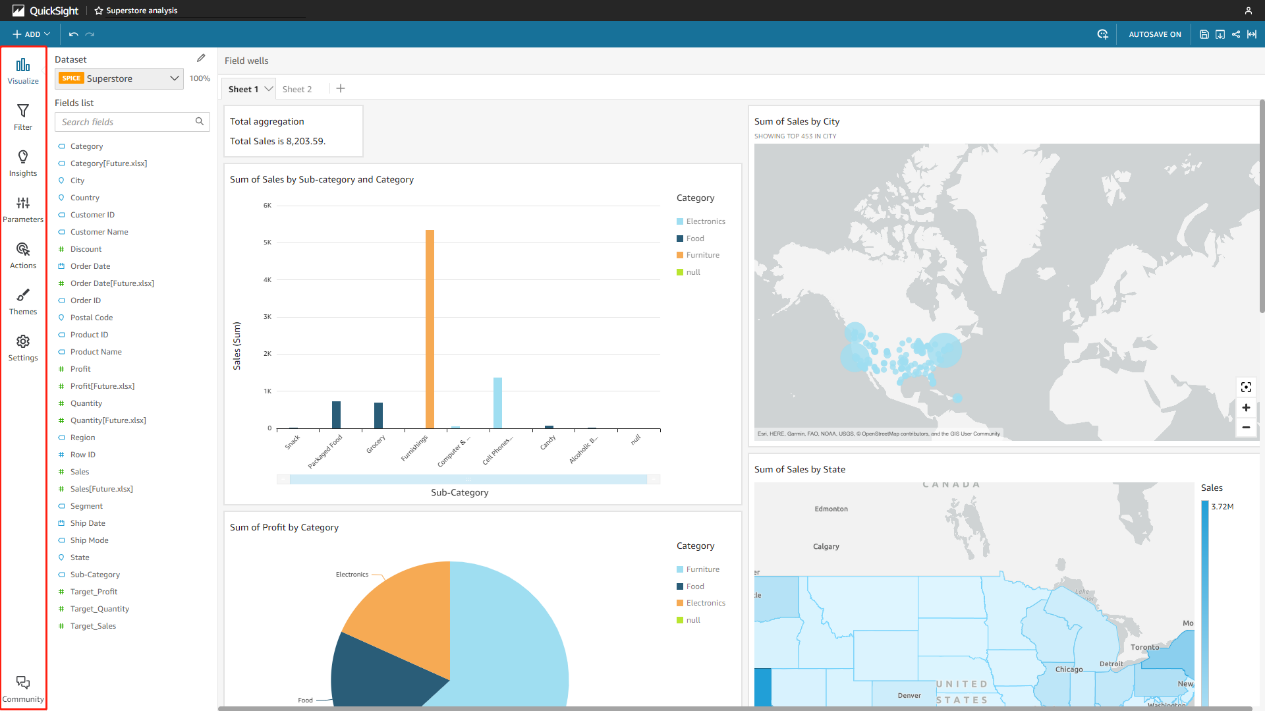 QuickSight
Superstore analysis
ADD
AUTOSAVE ON
Visualize
Filter
Insights
Parameters
Actions
Themes
Settings
Community
Dataset
SPICE Superstore
100%
Fields list
Search fields
Category
Category[Future.xlsx]
City
Country
Customer ID
Customer Name
Discount
Order Date
Order Date[Future.xlsx]
Order ID
Postal Code
Product ID
Product Name
Profit
Profit[Future.xlsx]
Quantity
Quantity[Future.xlsx]
Region
Row ID
Sales
Sales[Future.xlsx]
Segment
Ship Date
Ship Mode
State
Sub-Category
Target_Profit
Target_Quantity
Target_Sales
Field wells
Sheet 1
Sheet 2
Total aggregation
Total Sales is 8,203.59.
Sum of Sales by Sub-category and Category
Sales (Sum)
6K
5K
4K
3K
2K
1K
0
Snack
Packaged Food
Grocery
Furnishings
Computer & ...
Cell Phones...
Candy
Alcoholic B...
null
Sub-Category
Category
Electronics
Food
Furniture
null
Sum of Profit by Category
Electronics
Food
Category
Furniture
Food
Electronics
null
Sum of Sales by City
SHOWING TOP 453 IN CITY
Esri, HERE, Garmin, FAO, NOAA, USGS, © OpenStreetMap contributors, and the GIS User Community
Sum of Sales by State
CANADA
Edmonton
Calgary
er
le
Mo
Toronto
Detroit
Chicago
New
UNITED
STATES
Denver
Washington
Sales
3.72M